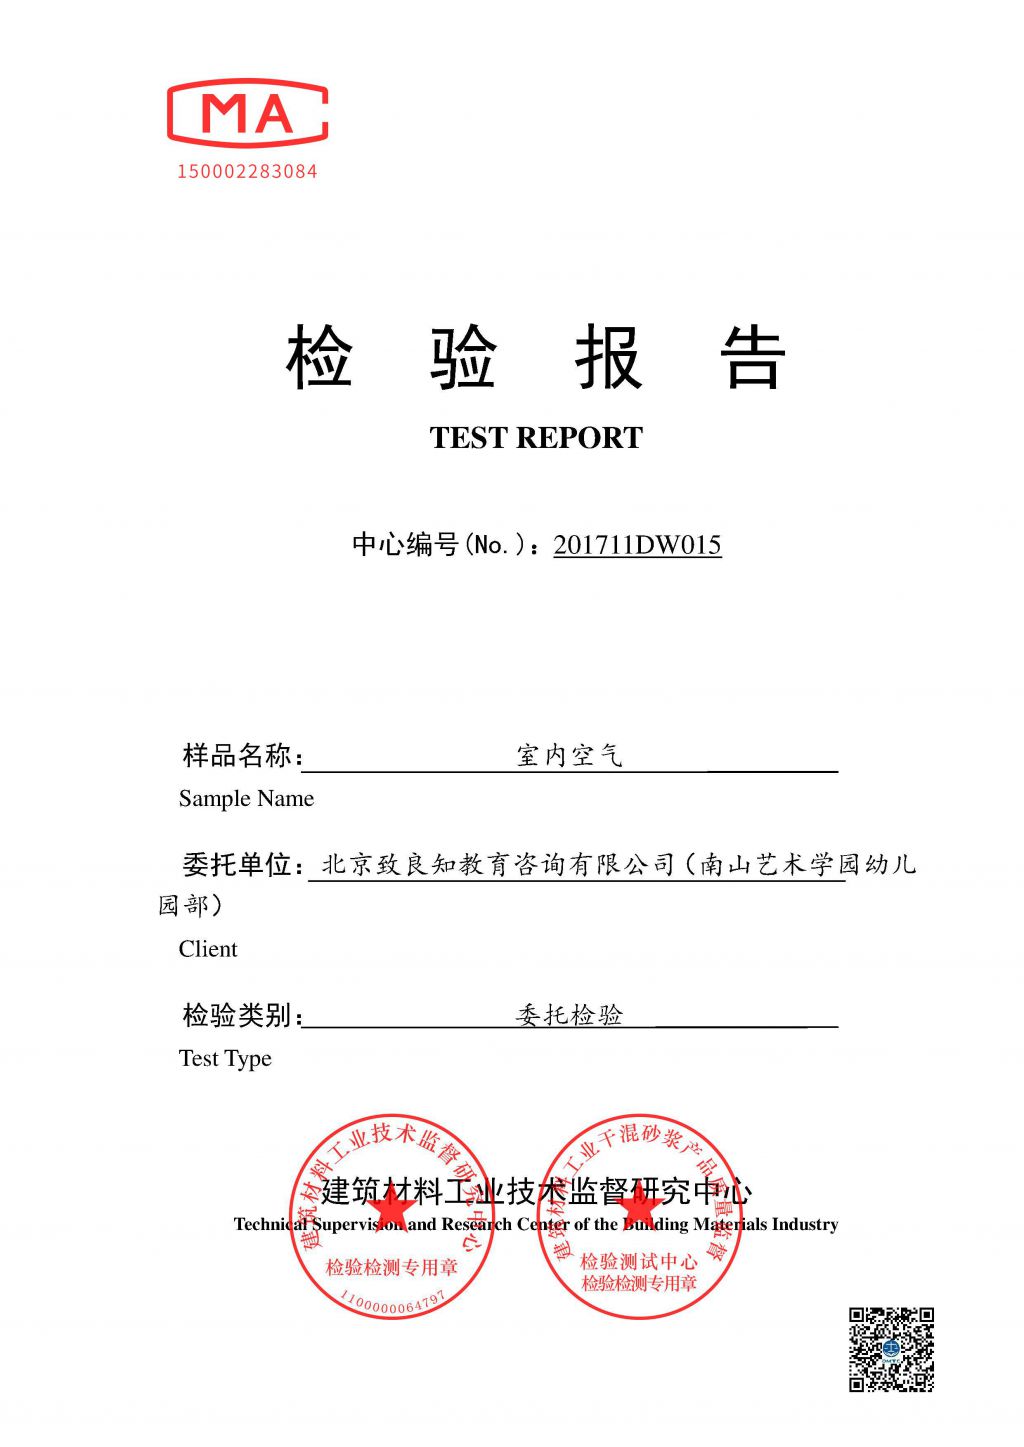 MA
150002283084
检 验 报 告
TEST REPORT
中心编号(No.)：201711DW015
样品名称：室内空气
Sample Name
委托单位：北京致良知教育咨询有限公司（南山艺术学园幼儿
园部）
Client
检验类别：委托检验
Test Type
建筑材料工业技术监督研究中心
Technical Supervision and Research Center of the Building Materials Industry
建筑材料工业技术监督研究中心
检验检测专用章
1100000064797
建筑材料工业干混砂浆产品质量监督
检验测试中心
检验检测专用章